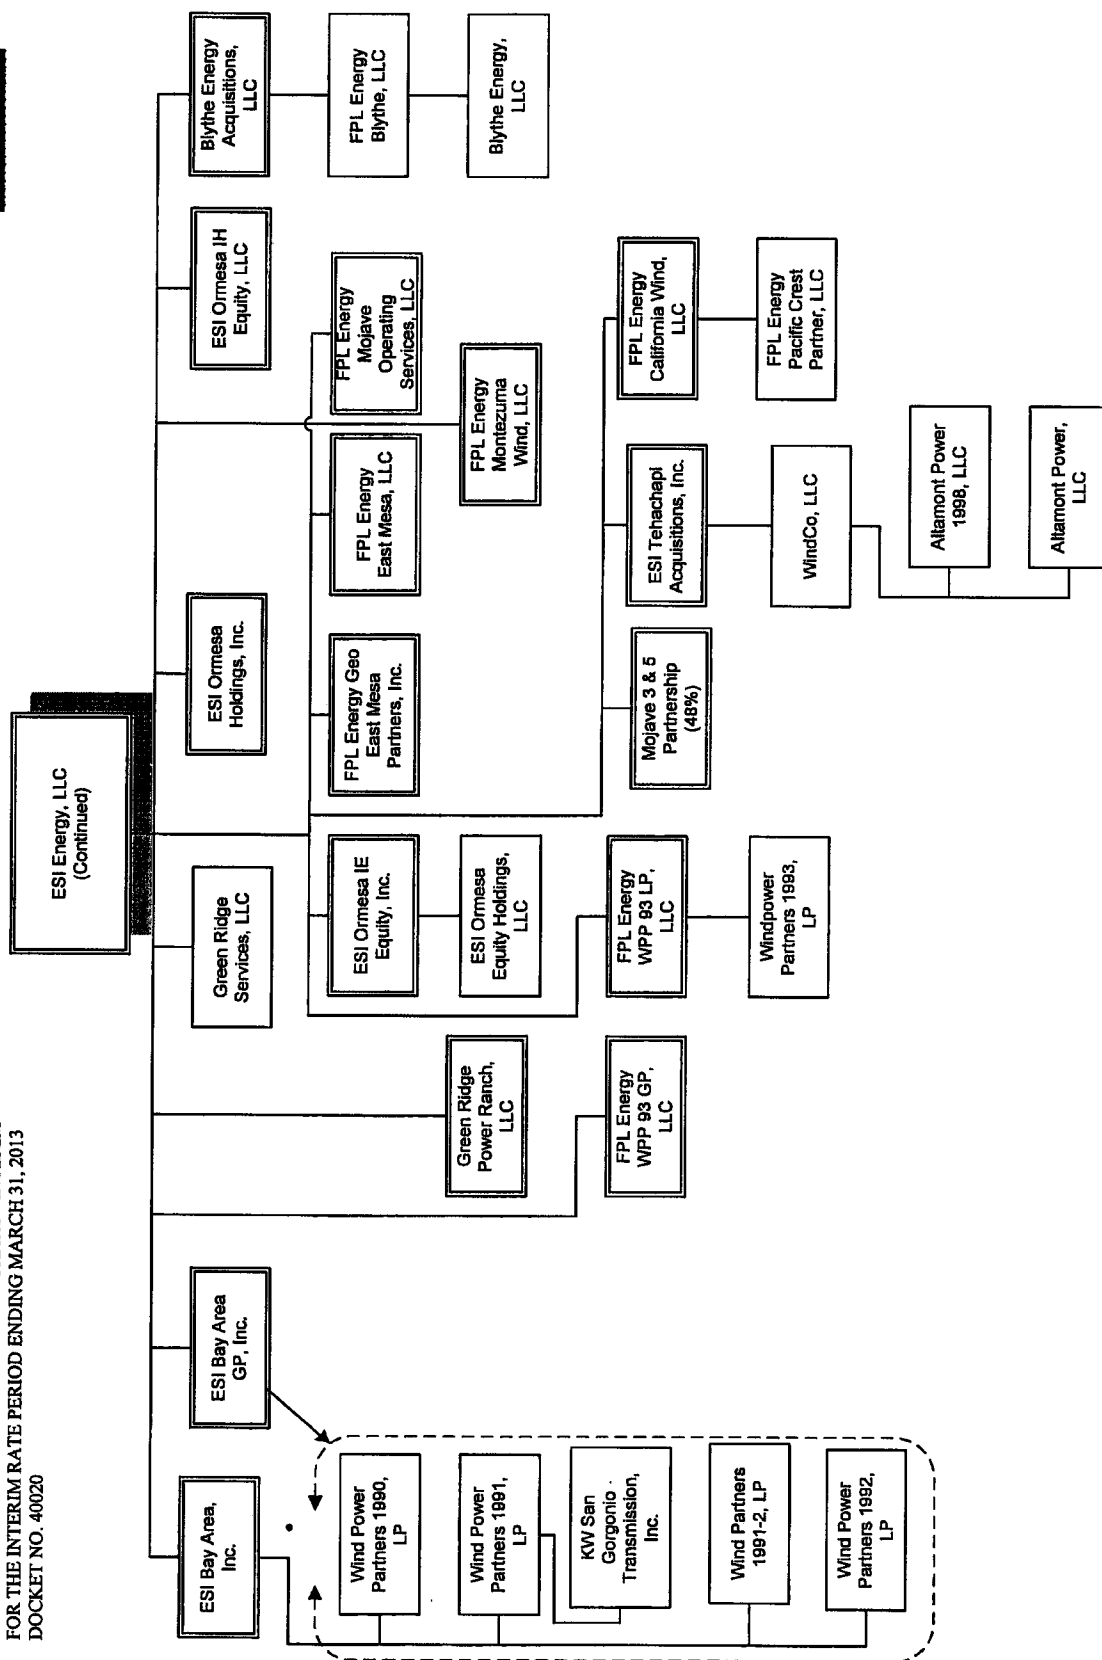 FOR THE INTERIM RATE PERIOD ENDING MARCH 31, 2013
DOCKET NO. 40020
ESI Energy, LLC
(Continued)
ESI Bay Area,
Inc.
ESI Bay Area
GP, Inc.
Green Ridge
Services, LLC
ESI Ormesa
Holdings, Inc.
ESI Ormesa IH
Equity, LLC
Blythe Energy
Acquisitions,
LLC
FPL Energy
Blythe, LLC
Blythe Energy,
LLC
ESI Ormesa IE
Equity, Inc.
FPL Energy Geo
East Mesa
Partners, Inc.
FPL Energy
East Mesa, LLC
FPL Energy
Mojave
Operating
Services, LLC
Green Ridge
Power Ranch,
LLC
ESI Ormesa
Equity Holdings,
LLC
FPL Energy
Montezuma
Wind, LLC
FPL Energy
WPP 93 GP,
LLC
FPL Energy
WPP 93 LP,
LLC
Windpower
Partners 1993,
LP
Mojave 3 & 5
Partnership
(48%)
ESI Tehachapi
Acquisitions, Inc.
WindCo, LLC
Altamont Power
1998, LLC
Altamont Power,
LLC
FPL Energy
California Wind,
LLC
FPL Energy
Pacific Crest
Partner, LLC
Wind Power
Partners 1990,
LP
Wind Power
Partners 1991,
LP
KW San
Gorgonio
Transmission,
Inc.
Wind Partners
1991-2, LP
Wind Power
Partners 1992,
LP